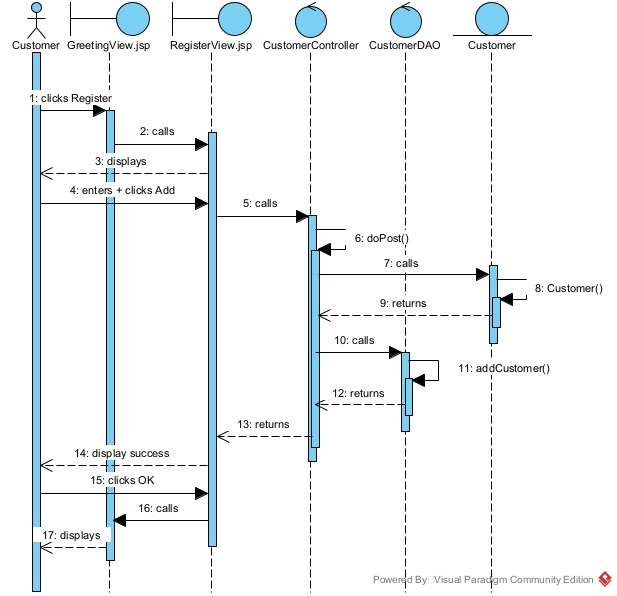 Customer GreetingView.jsp RegisterView.jsp CustomerController CustomerDAO Customer
1: clicks Register
2: calls
3: displays
4: enters + clicks Add
5: calls
6: doPost()
7: calls
8: Customer()
9: returns
10: calls
11: addCustomer()
12: returns
13: returns
14: display success
15: clicks OK
16: calls
17: displays
Powered By Visual Paradigm Community Edition